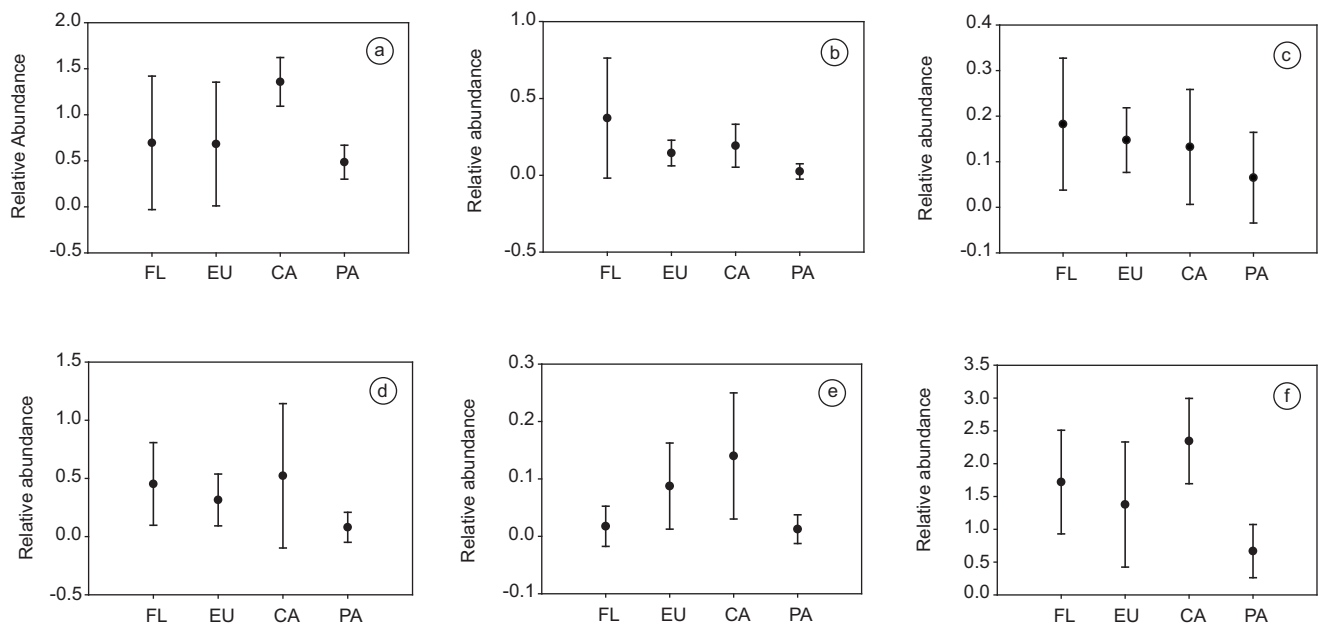 2.0
1.5
1.0
0.5
0.0
-0.5
Relative Abundance
FL EU CA PA
a
1.0
0.5
0.0
-0.5
Relative abundance
FL EU CA PA
b
0.4
0.3
0.2
0.1
0.0
-0.1
Relative abundance
FL EU CA PA
c
1.5
1.0
0.5
0.0
-0.5
Relative abundance
FL EU CA PA
d
0.3
0.2
0.1
0.0
-0.1
Relative abundance
FL EU CA PA
e
3.5
3.0
2.5
2.0
1.5
1.0
0.5
0.0
Relative abundance
FL EU CA PA
f